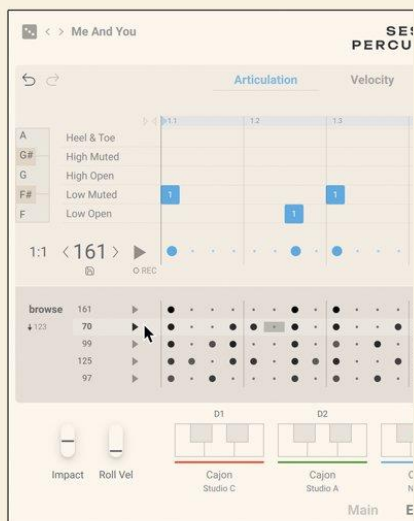 Me And You
SES
PERCU
Articulation Velocity
1.1 1.2 1.3
A Heel & Toe
G# High Muted
G High Open
F# Low Muted 1 1
F Low Open 1
1:1 < 161 >
REC
browse 161
123 70
99
125
97
D1 D2
Impact Roll Vel Cajon Cajon C
Studio C Studio A N
Main E